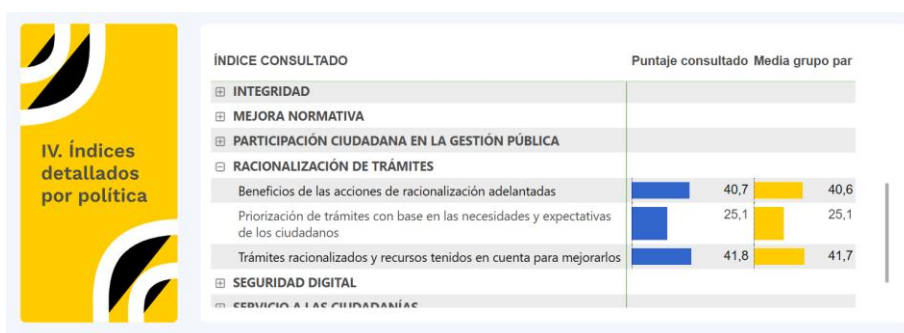 IV. Índices
detallados
por política
ÍNDICE CONSULTADO Puntaje consultado Media grupo par
INTEGRIDAD
MEJORA NORMATIVA
PARTICIPACIÓN CIUDADANA EN LA GESTIÓN PÚBLICA
RACIONALIZACIÓN DE TRÁMITES
Beneficios de las acciones de racionalización adelantadas 40,7 40,6
Priorización de trámites con base en las necesidades y expectativas 25,1 25,1
de los ciudadanos
Trámites racionalizados y recursos tenidos en cuenta para mejorarlos 41,8 41,7
SEGURIDAD DIGITAL
SERVICIO A LAS CIUDADANÍAS